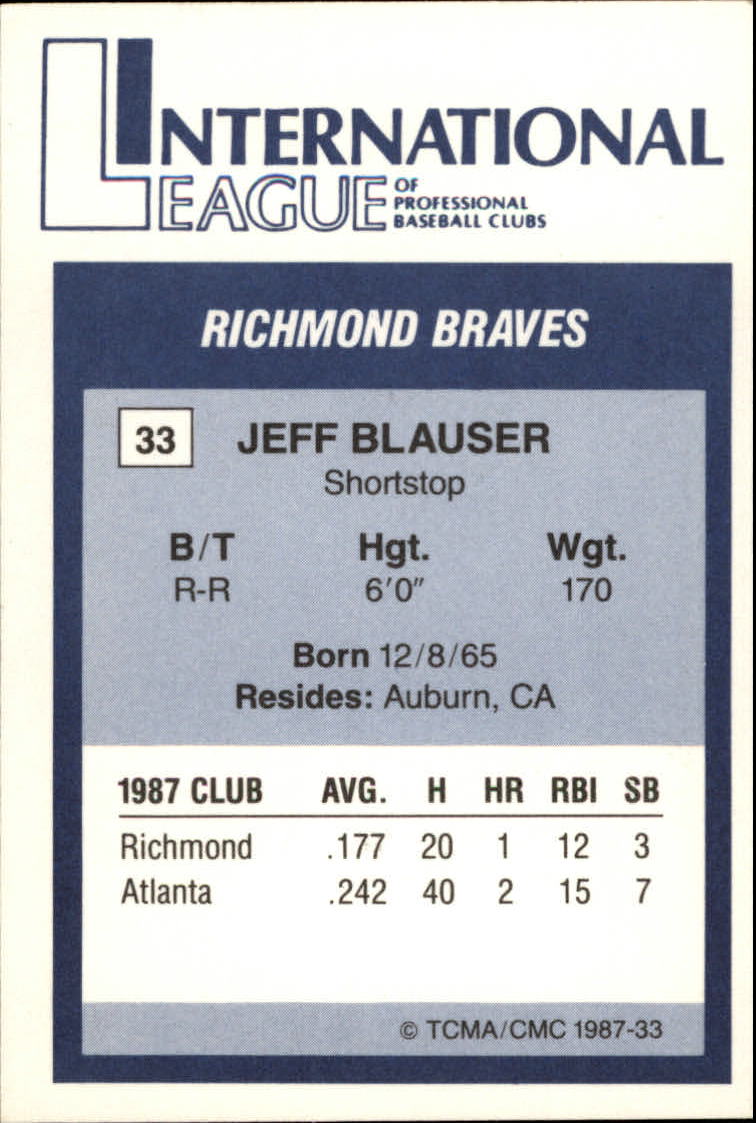 INTERNATIONAL
LEAGUE OF
PROFESSIONAL
BASEBALL CLUBS
RICHMOND BRAVES
33 JEFF BLAUSER
Shortstop
B/T Hgt. Wgt.
R-R 6'0" 170
Born 12/8/65
Resides: Auburn, CA
1987 CLUB AVG. H HR RBI SB
Richmond .177 20 1 12 3
Atlanta .242 40 2 15 7
© TCMA/CMC 1987-33